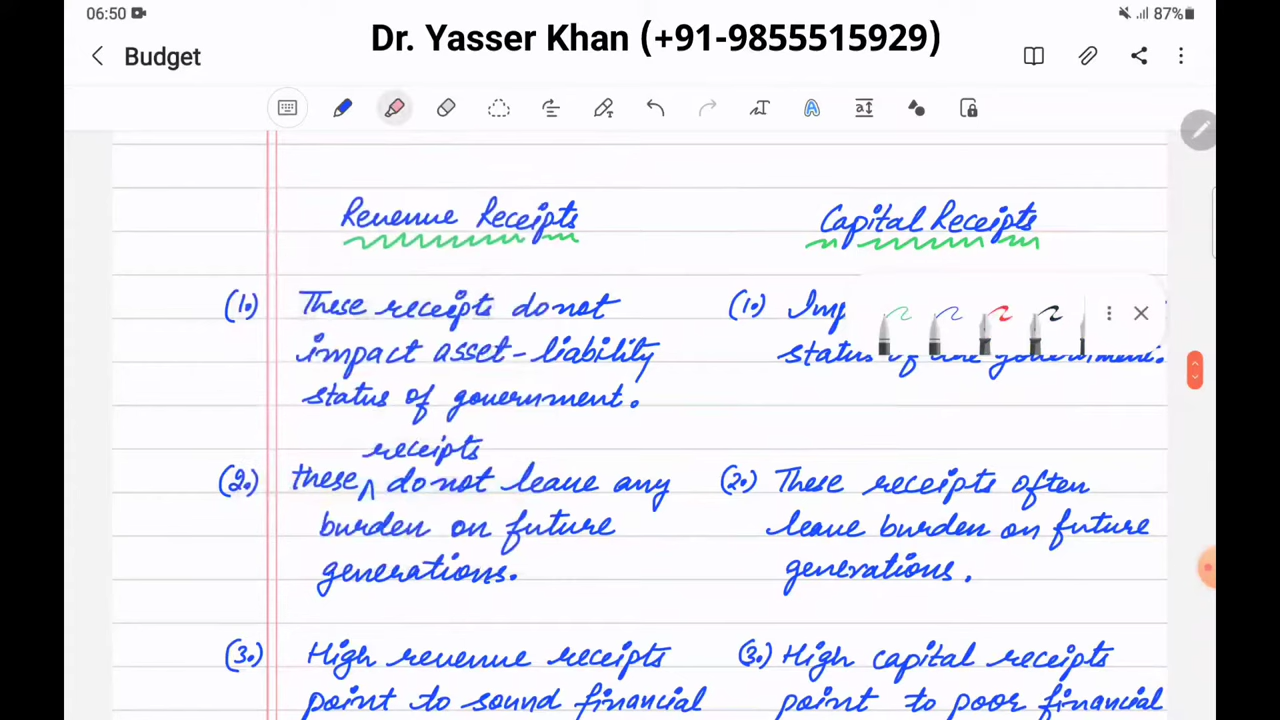 06:50
87%
Dr. Yasser Khan (+91-9855515929)
Budget
Revenue Receipts
(1.) These receipts do not
impact asset-liability
status of government.
receipts
(2.) these ^ do not leave any
burden on future
generations.
(3.) High revenue receipts
point to sound financial
Capital Receipts
(1.)
status of the government.
(2.) These receipts often
leave burden on future
generations.
(3.) High capital receipts
point to poor financial